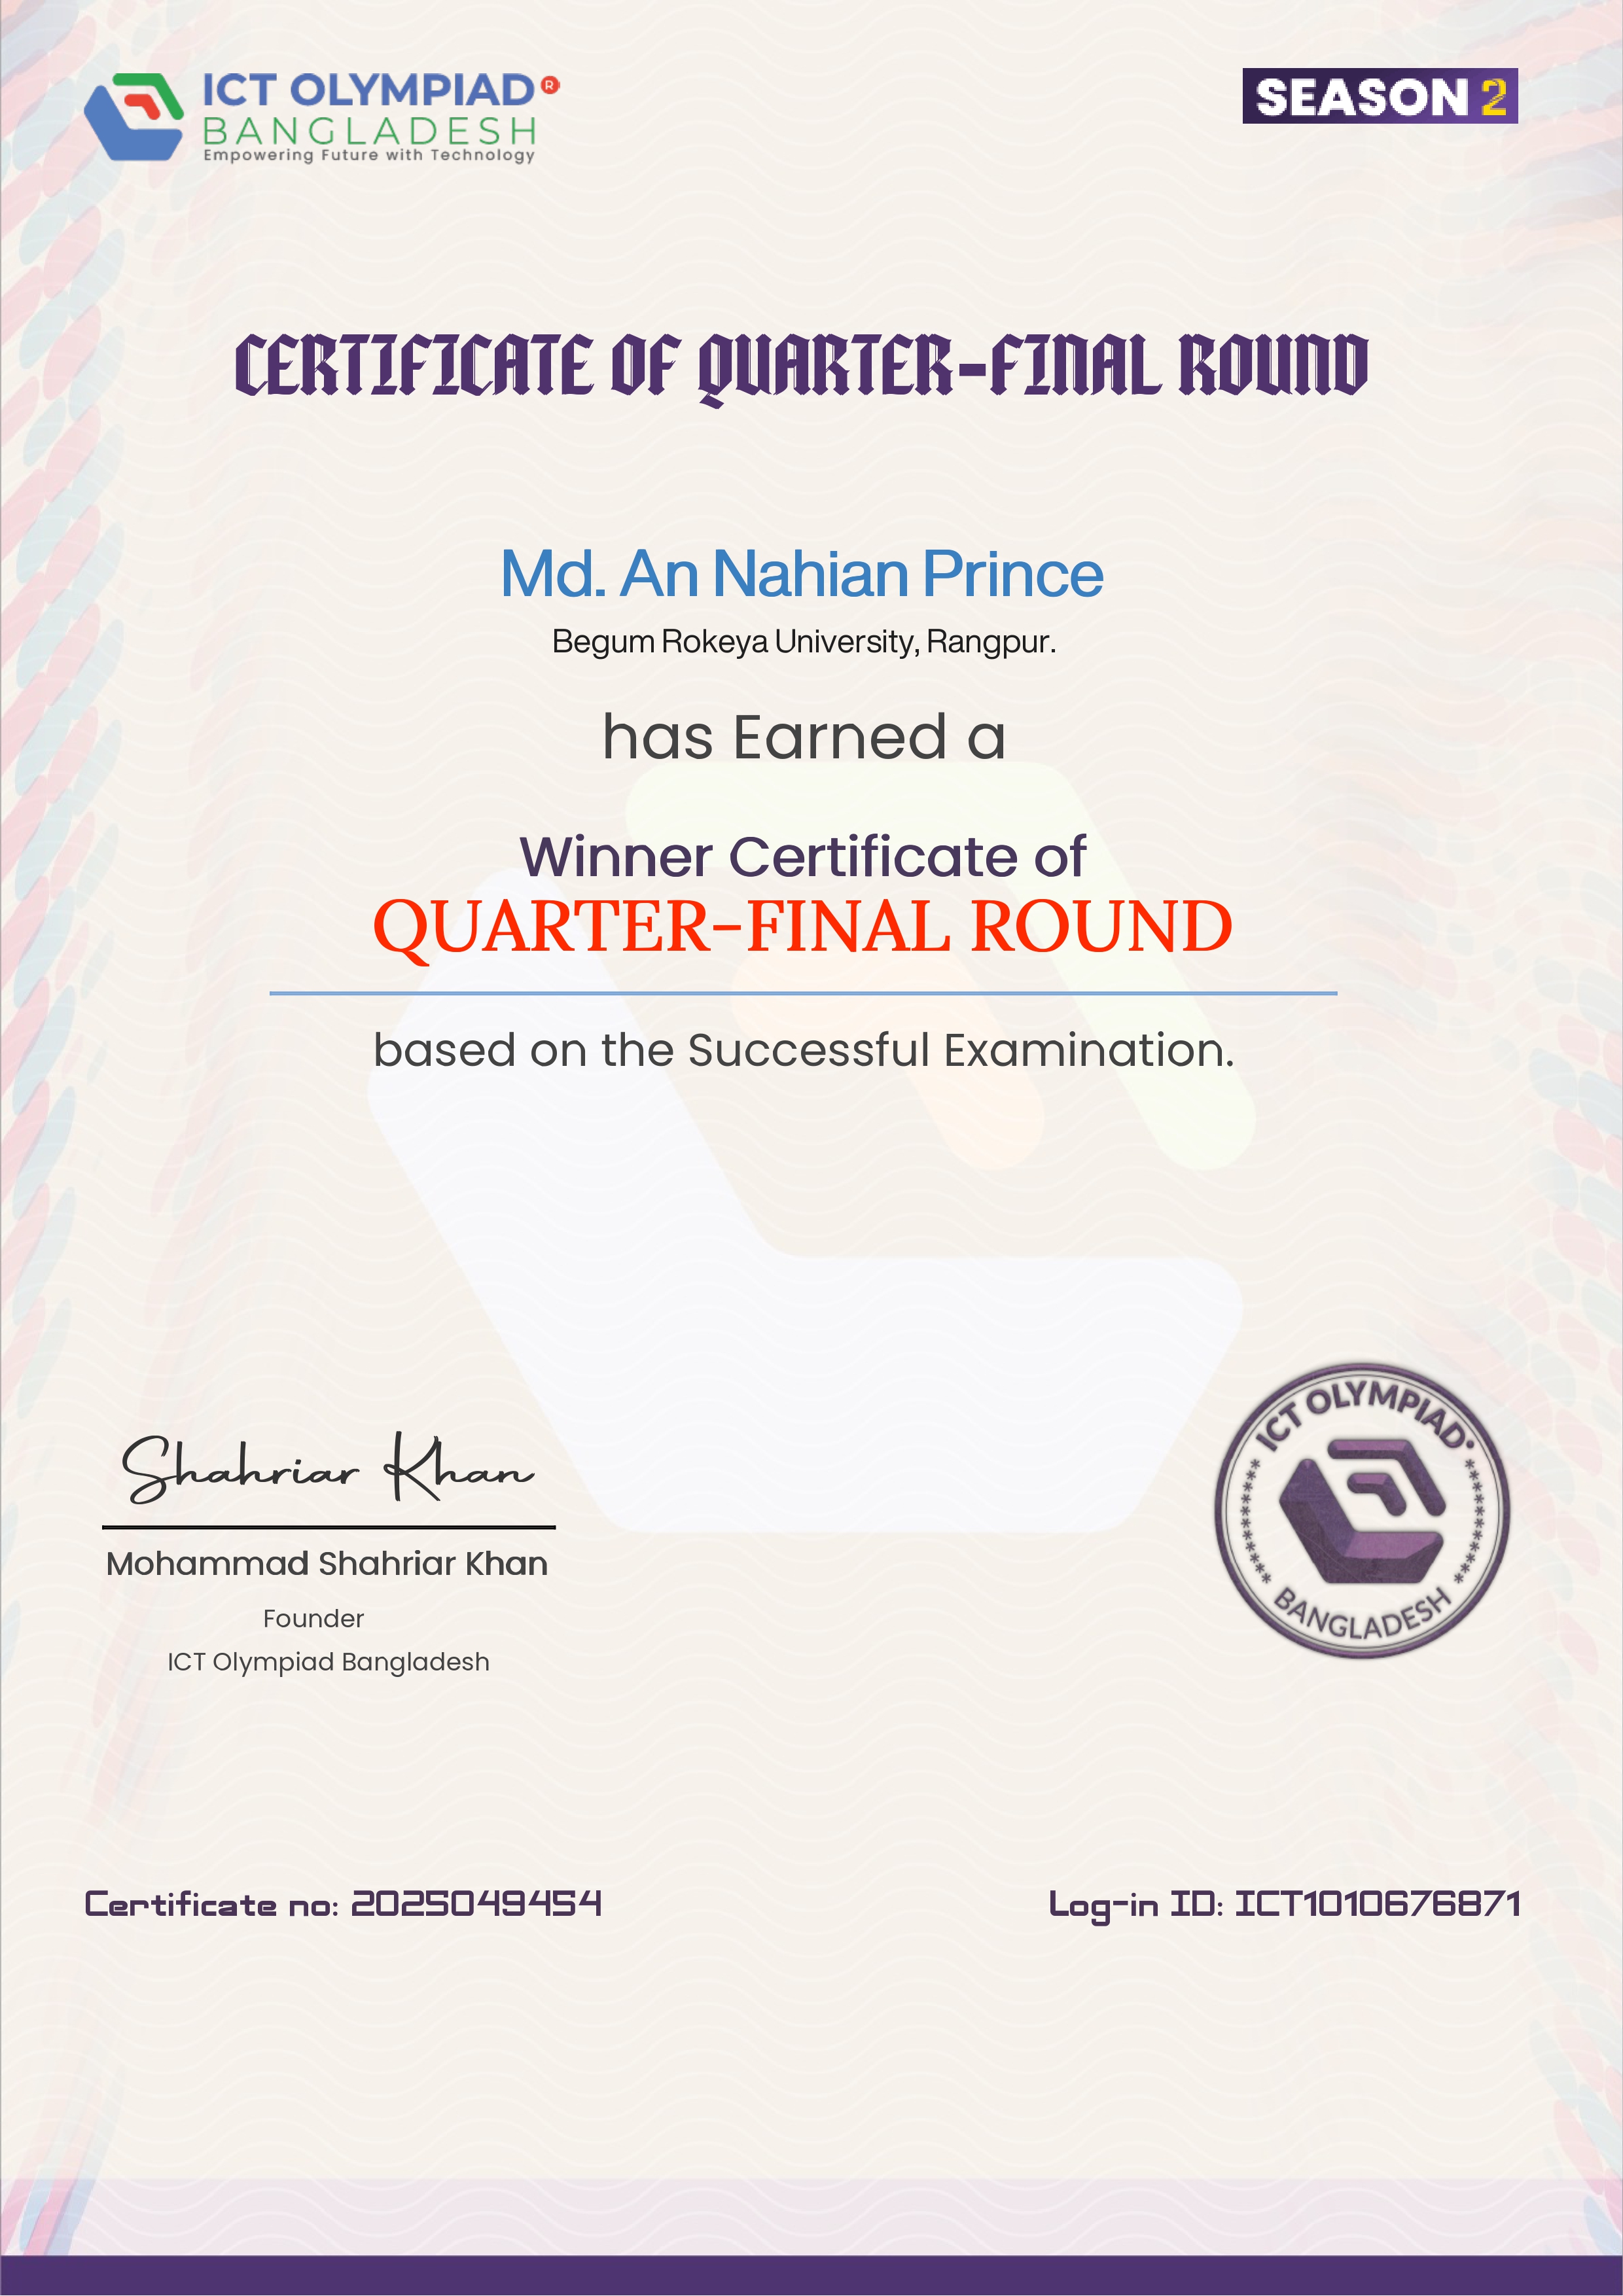 ICT OLYMPIAD®
BANGLADESH
Empowering Future with Technology
SEASON 2
CERTIFICATE OF QUARTER-FINAL ROUND
Md. An Nahian Prince
Begum Rokeya University, Rangpur.
has Earned a
Winner Certificate of
QUARTER-FINAL ROUND
based on the Successful Examination.
Shahriar Khan
Mohammad Shahriar Khan
Founder
ICT Olympiad Bangladesh
ICT OLYMPIAD
BANGLADESH
Certificate no: 2025049454
Log-in ID: ICT1010676871